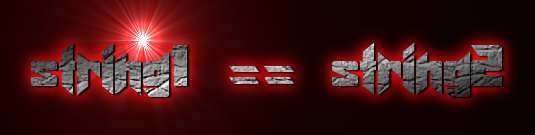 string1 == string2